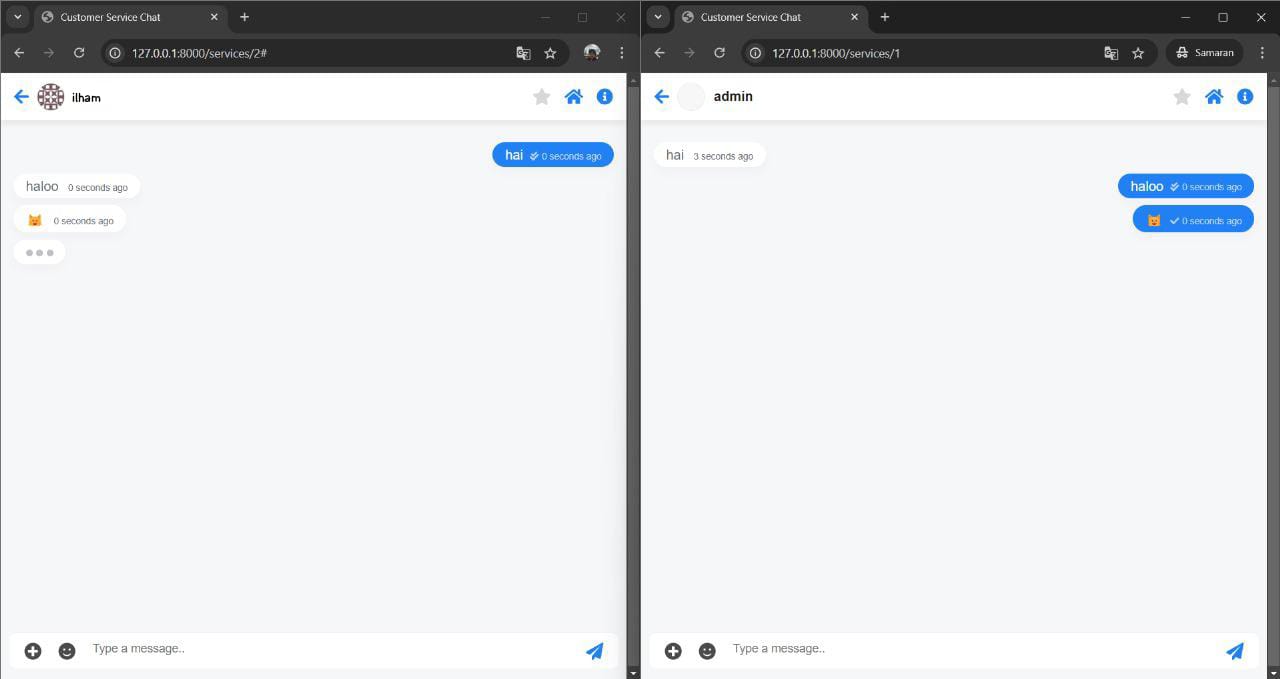 Customer Service Chat
127.0.0.1:8000/services/2#
ilham
hai 0 seconds ago
haloo 0 seconds ago
0 seconds ago
Type a message..
Customer Service Chat
127.0.0.1:8000/services/1
Samaran
admin
hai 3 seconds ago
haloo 0 seconds ago
0 seconds ago
Type a message..